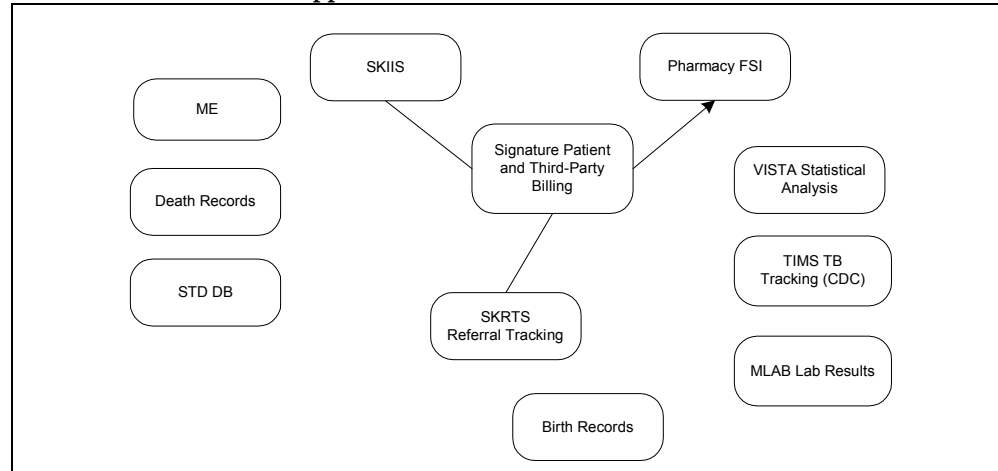 SKIIS
Pharmacy FSI
ME
Signature Patient
and Third-Party
Billing
VISTA Statistical
Analysis
Death Records
TIMS TB
Tracking (CDC)
STD DB
SKRTS
Referral Tracking
MLAB Lab Results
Birth Records